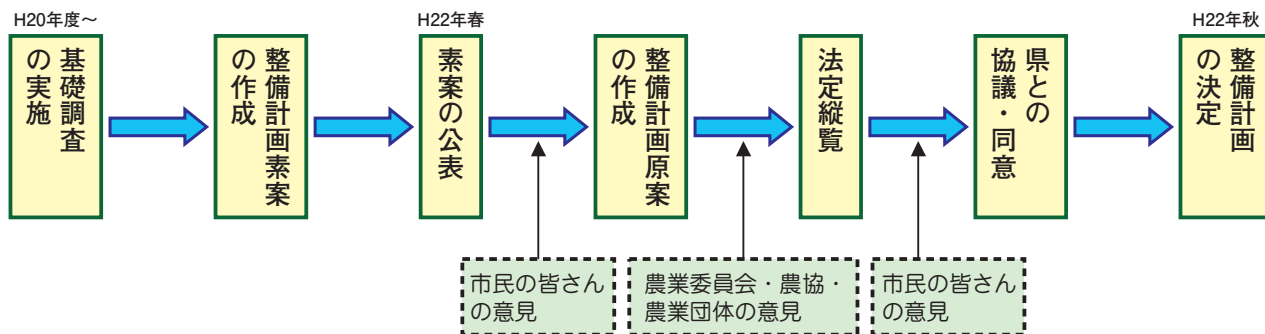 H20年度～
基礎調査
の実施
整備計画素案
の作成
H22年春
素案の公表
整備計画原案
の作成
法定縦覧
県との
協議・同意
H22年秋
整備計画
の決定
市民の皆さん
の意見
農業委員会・農協・
農業団体の意見
市民の皆さん
の意見